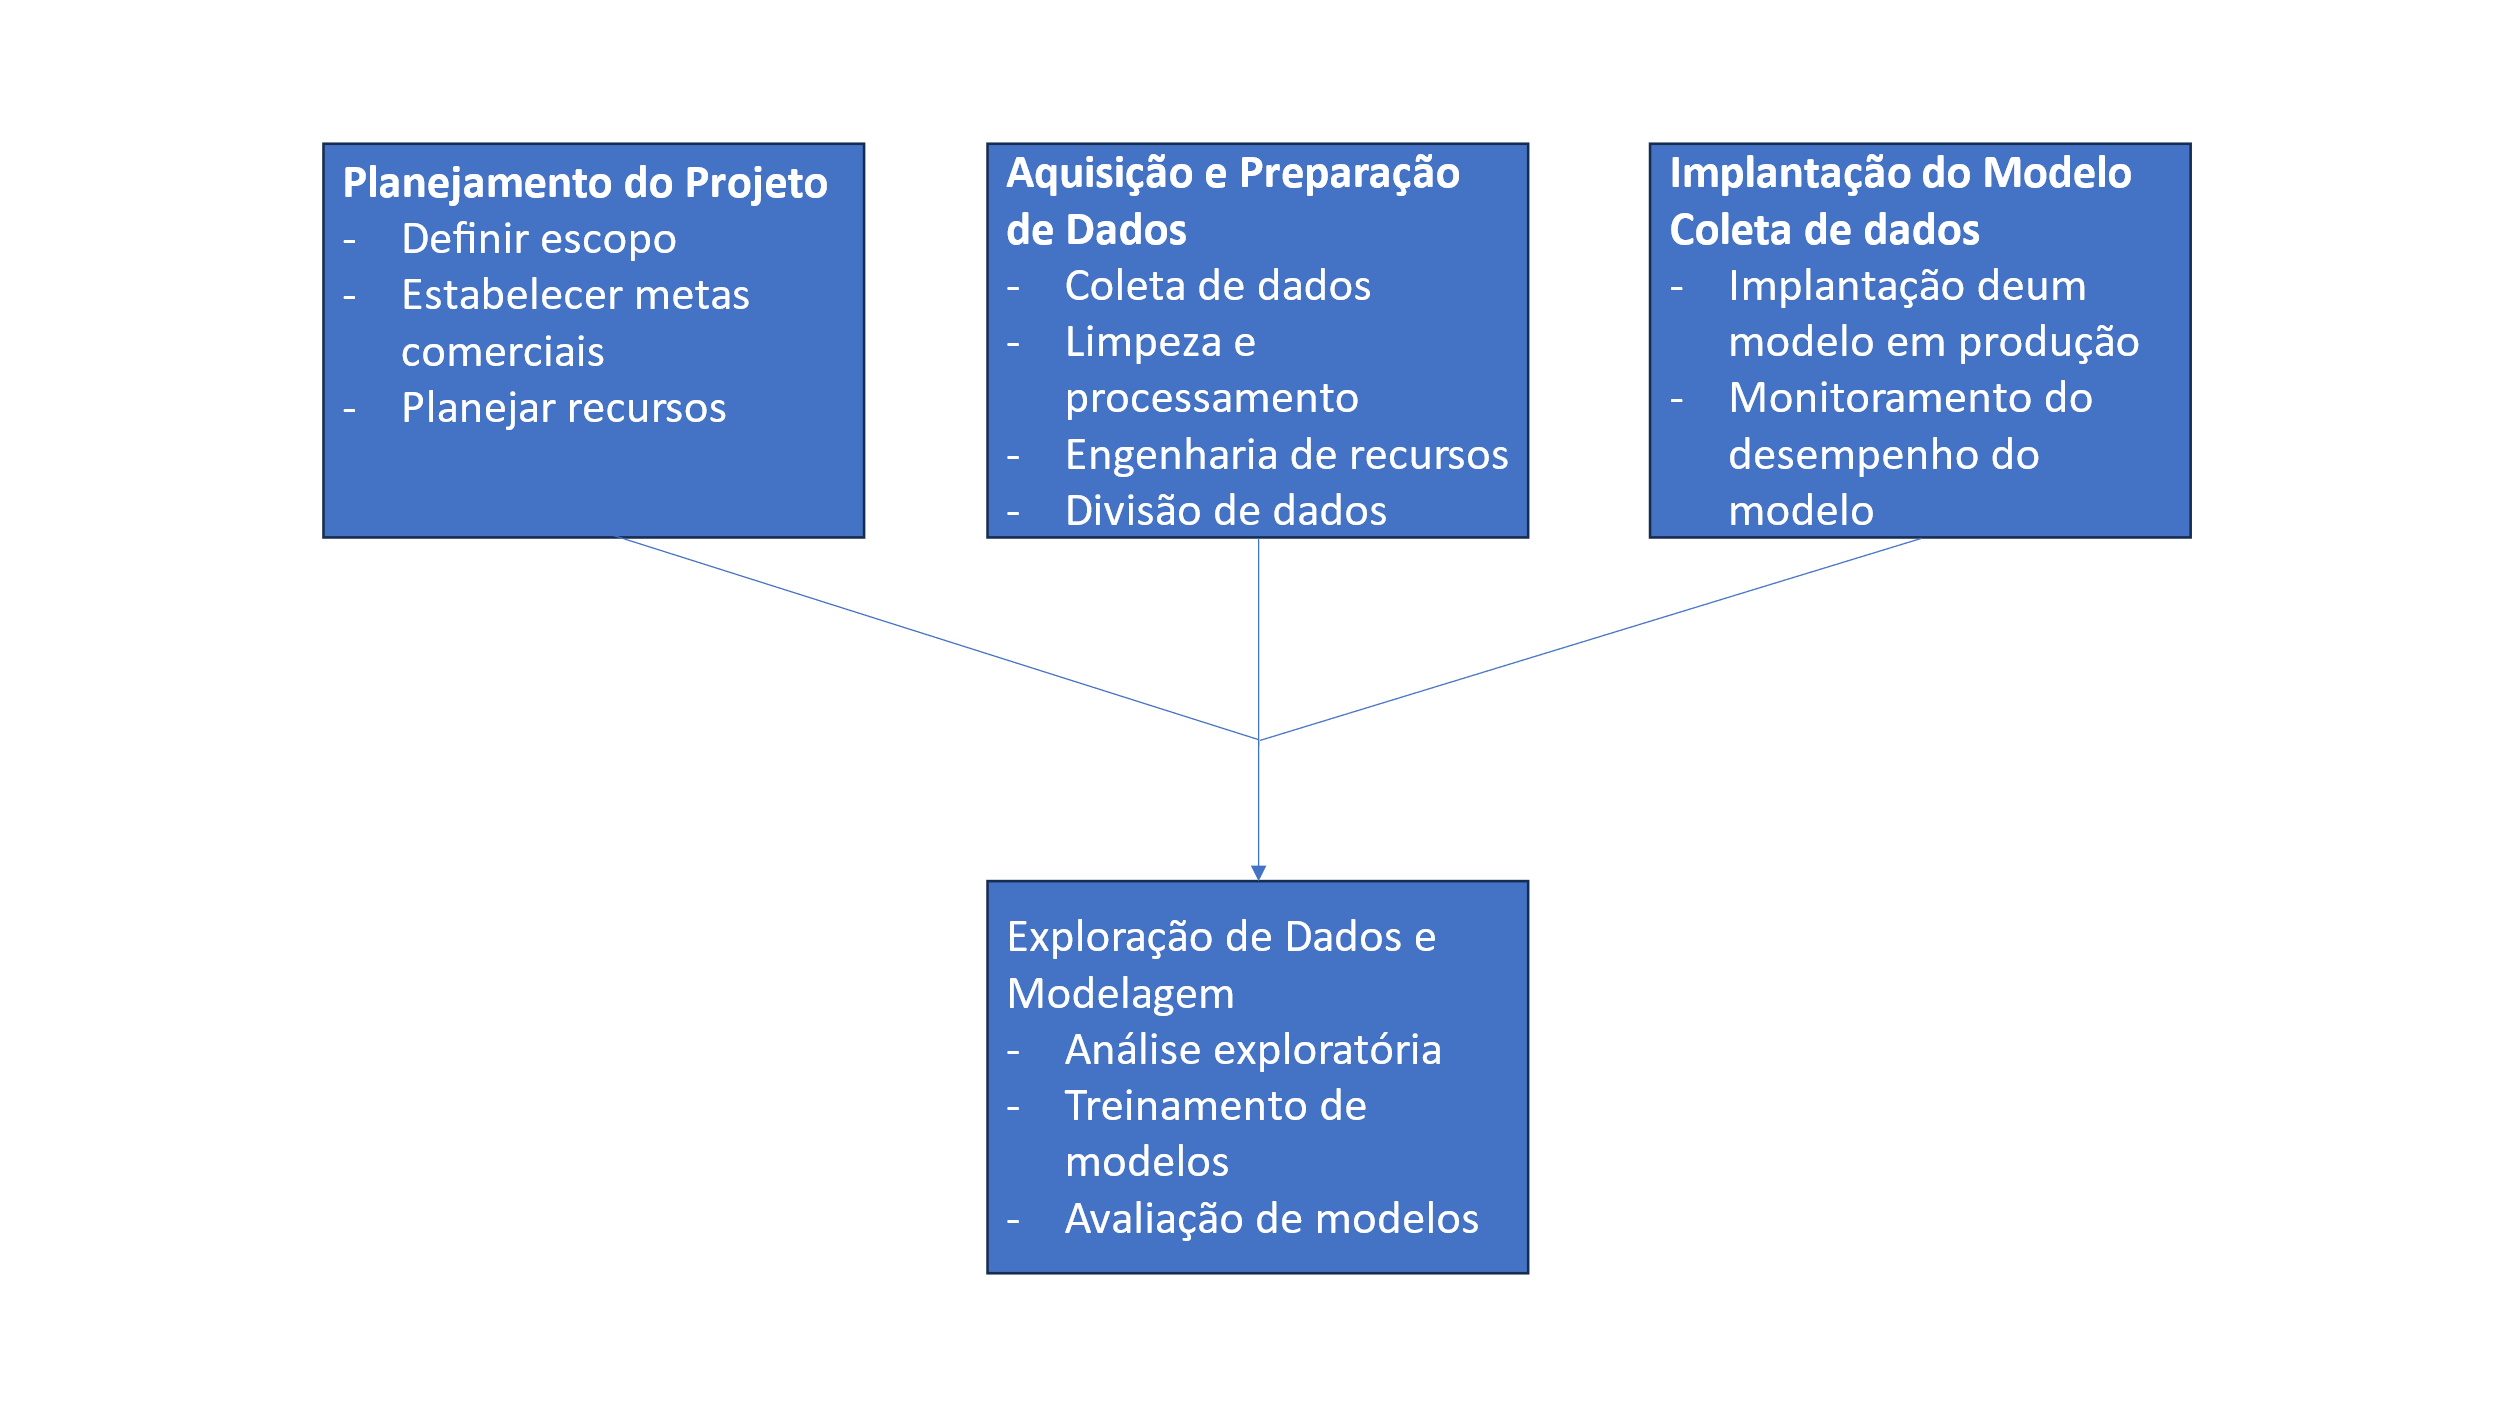 Planejamento do Projeto
- Definir escopo
- Estabelecer metas
comerciais
- Planejar recursos
Aquisição e Preparação
de Dados
- Coleta de dados
- Limpeza e
processamento
- Engenharia de recursos
- Divisão de dados
Implantação do Modelo
Coleta de dados
- Implantação deum
modelo em produção
- Monitoramento do
desempenho do
modelo
Exploração de Dados e
Modelagem
- Análise exploratória
- Treinamento de
modelos
- Avaliação de modelos